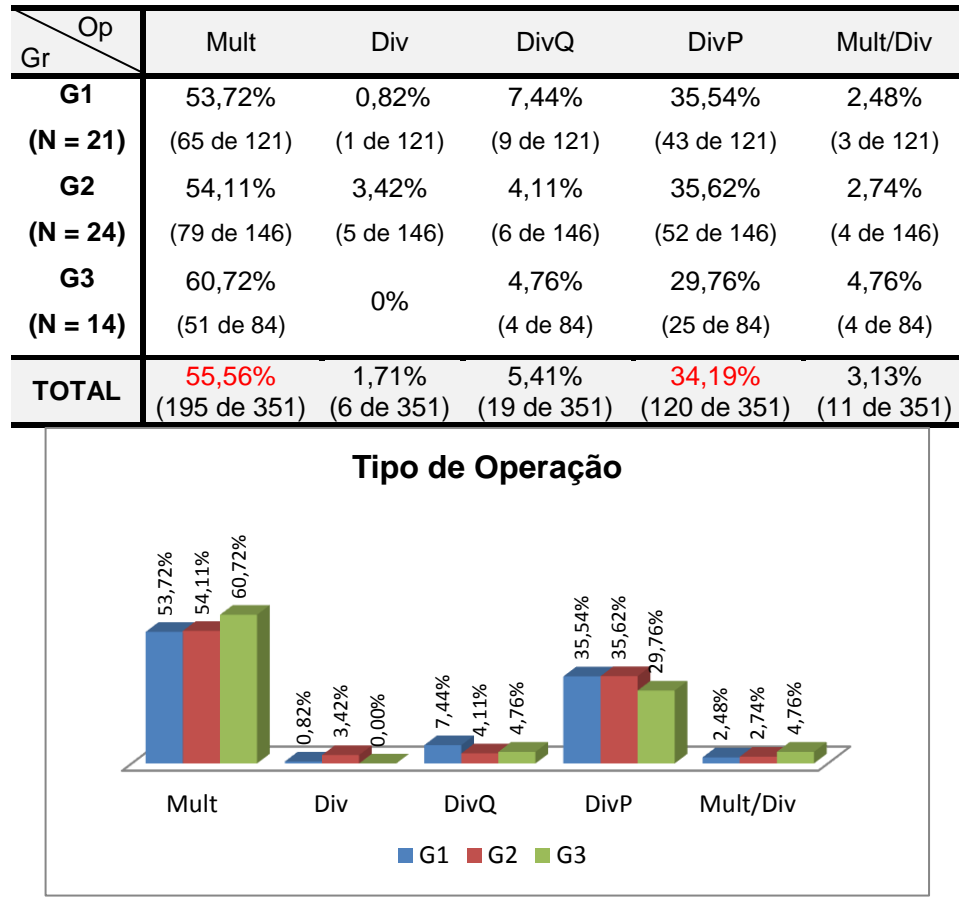 Op
Gr Mult Div DivQ DivP Mult/Div
G1 53,72% 0,82% 7,44% 35,54% 2,48%
(N = 21) (65 de 121) (1 de 121) (9 de 121) (43 de 121) (3 de 121)
G2 54,11% 3,42% 4,11% 35,62% 2,74%
(N = 24) (79 de 146) (5 de 146) (6 de 146) (52 de 146) (4 de 146)
G3 60,72% 0% 4,76% 29,76% 4,76%
(N = 14) (51 de 84) (4 de 84) (25 de 84) (4 de 84)
TOTAL 55,56% 1,71% 5,41% 34,19% 3,13%
(195 de 351) (6 de 351) (19 de 351) (120 de 351) (11 de 351)
Tipo de Operação
53,72% 54,11% 60,72% 0,82% 3,42% 0,00% 7,44% 4,11% 4,76% 35,54% 35,62% 29,76% 2,48% 2,74% 4,76%
Mult Div DivQ DivP Mult/Div
G1 G2 G3